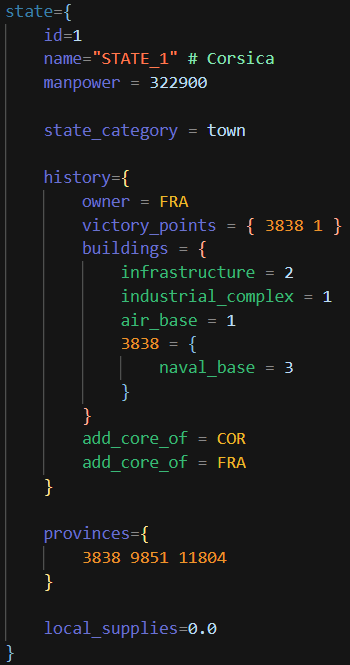 state={
id=1
name="STATE_1" # Corsica
manpower = 322900
state_category = town
history={
owner = FRA
victory_points = { 3838 1 }
buildings = {
infrastructure = 2
industrial_complex = 1
air_base = 1
3838 = {
naval_base = 3
}
}
add_core_of = COR
add_core_of = FRA
}
provinces={
3838 9851 11804
}
local_supplies=0.0
}